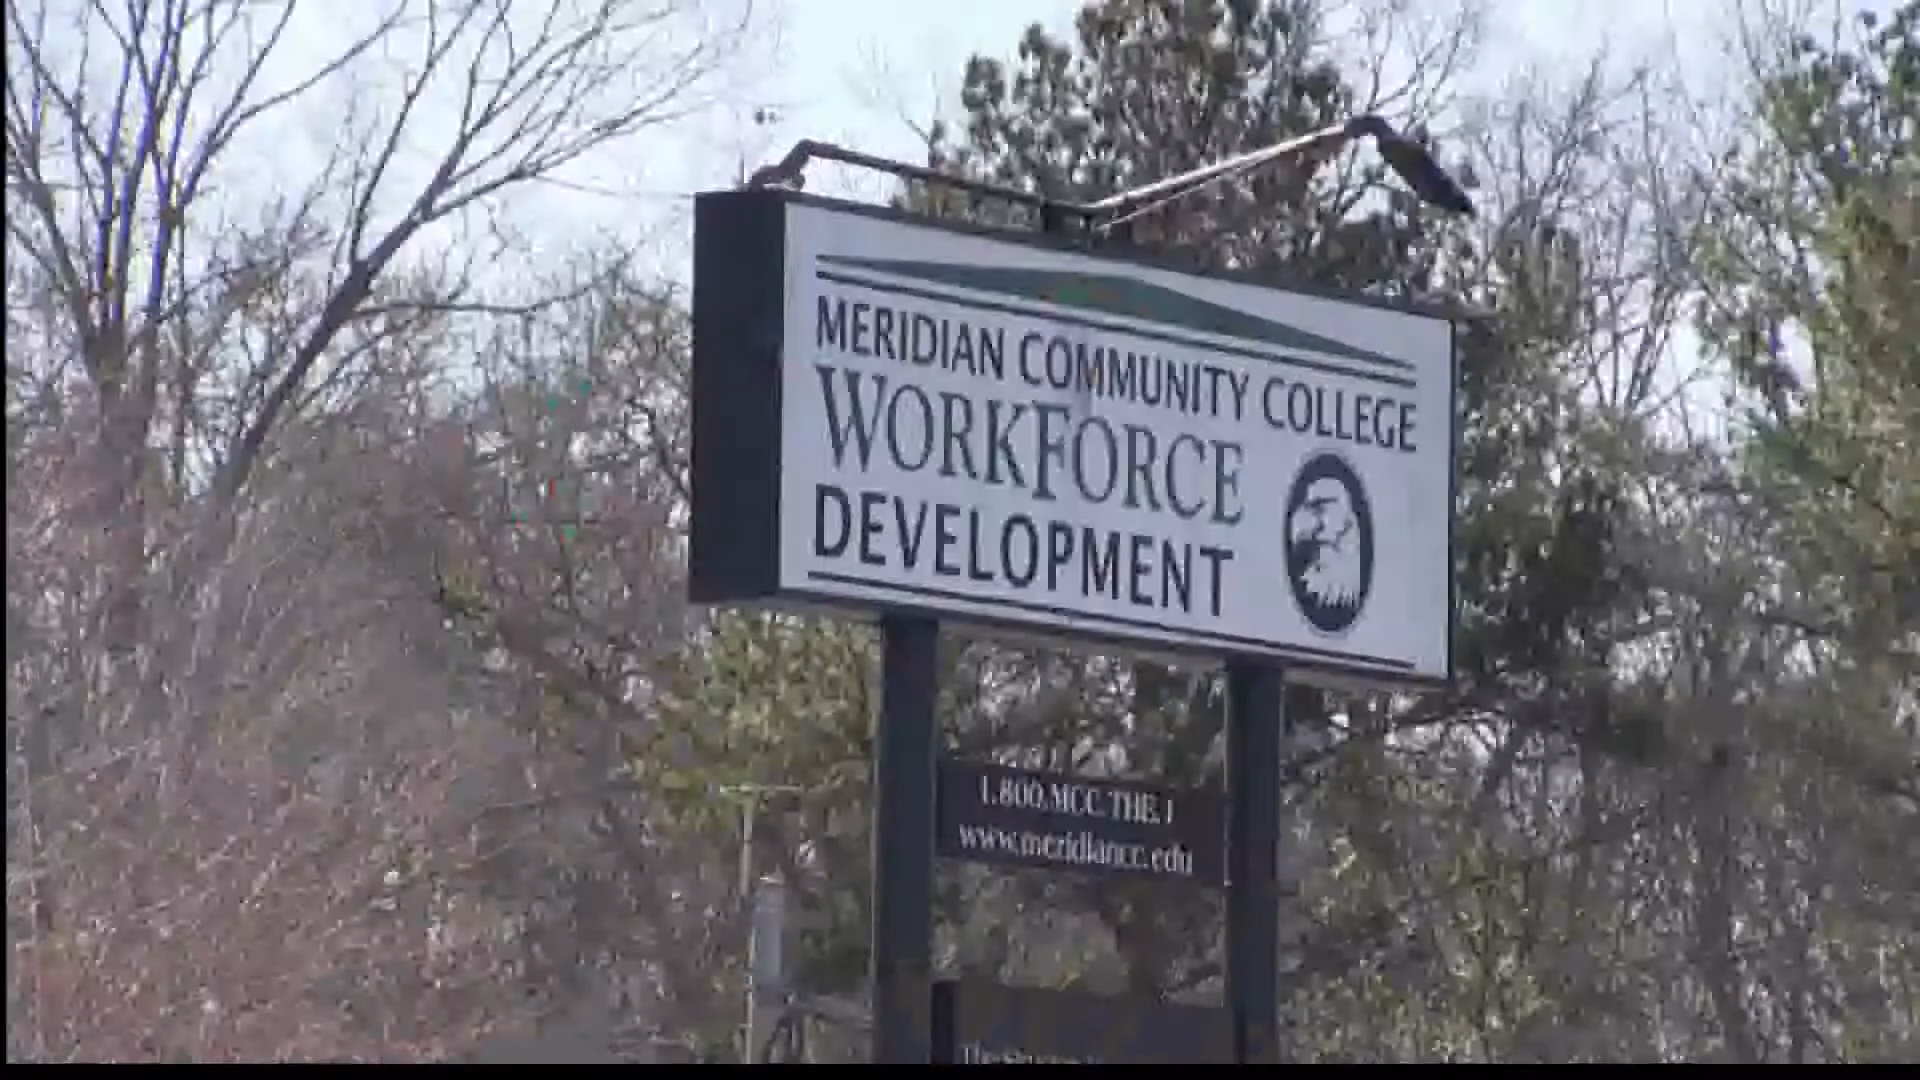 MERIDIAN COMMUNITY COLLEGE
WORKFORCE
DEVELOPMENT
1.800.MCC.THE.1
www.meridiancc.edu